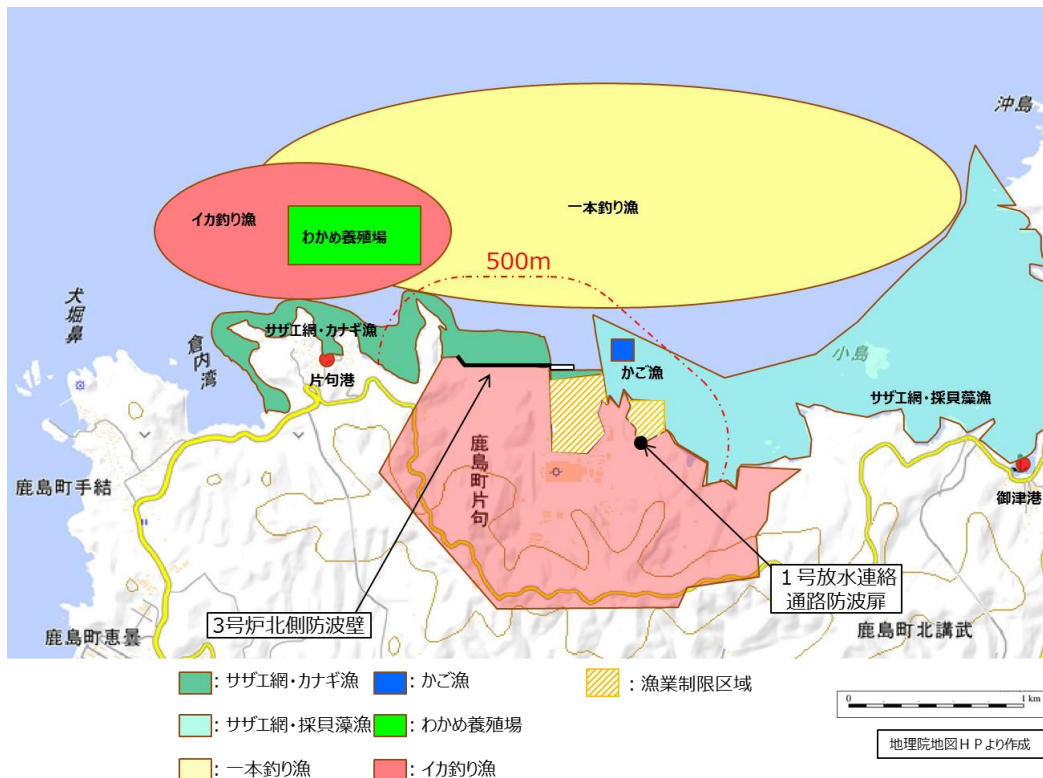 沖島
一本釣り漁
イカ釣り漁
わかめ養殖場
500m
犬堀鼻
倉内湾
サザエ網・カナギ漁
片句港
かご漁
小島
サザエ網・採貝藻漁
御津港
鹿島町手結
鹿島町片句
1号放水連絡
通路防波扉
3号炉北側防波壁
鹿島町恵曇
鹿島町北講武
：サザエ網・カナギ漁
：かご漁
：漁業制限区域
：サザエ網・採貝藻漁
：わかめ養殖場
：一本釣り漁
：イカ釣り漁
0 1 km
地理院地図ＨＰより作成